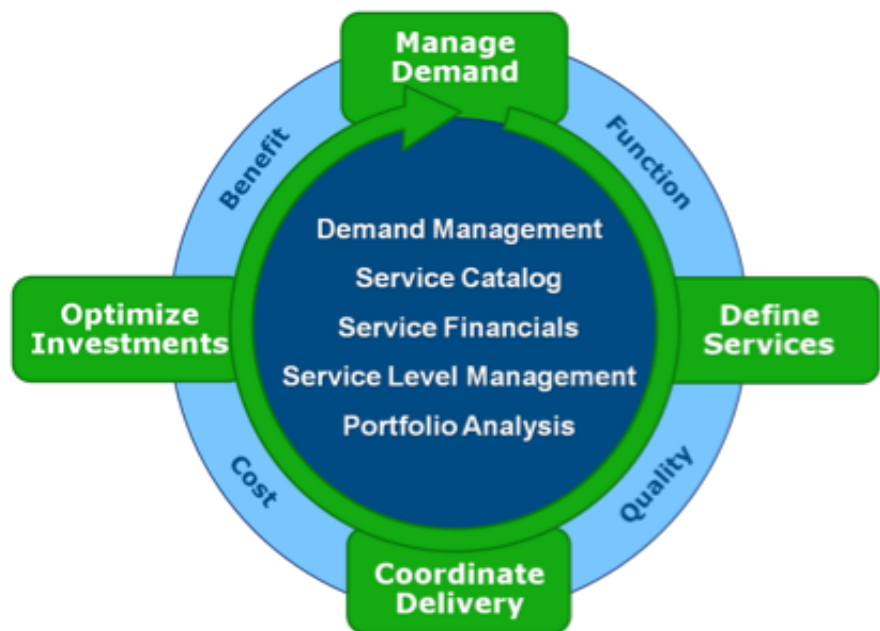 Manage
Demand
Benefit
Function
Demand Management
Service Catalog
Optimize
Investments
Service Financials
Define
Services
Service Level Management
Portfolio Analysis
Cost
Quality
Coordinate
Delivery